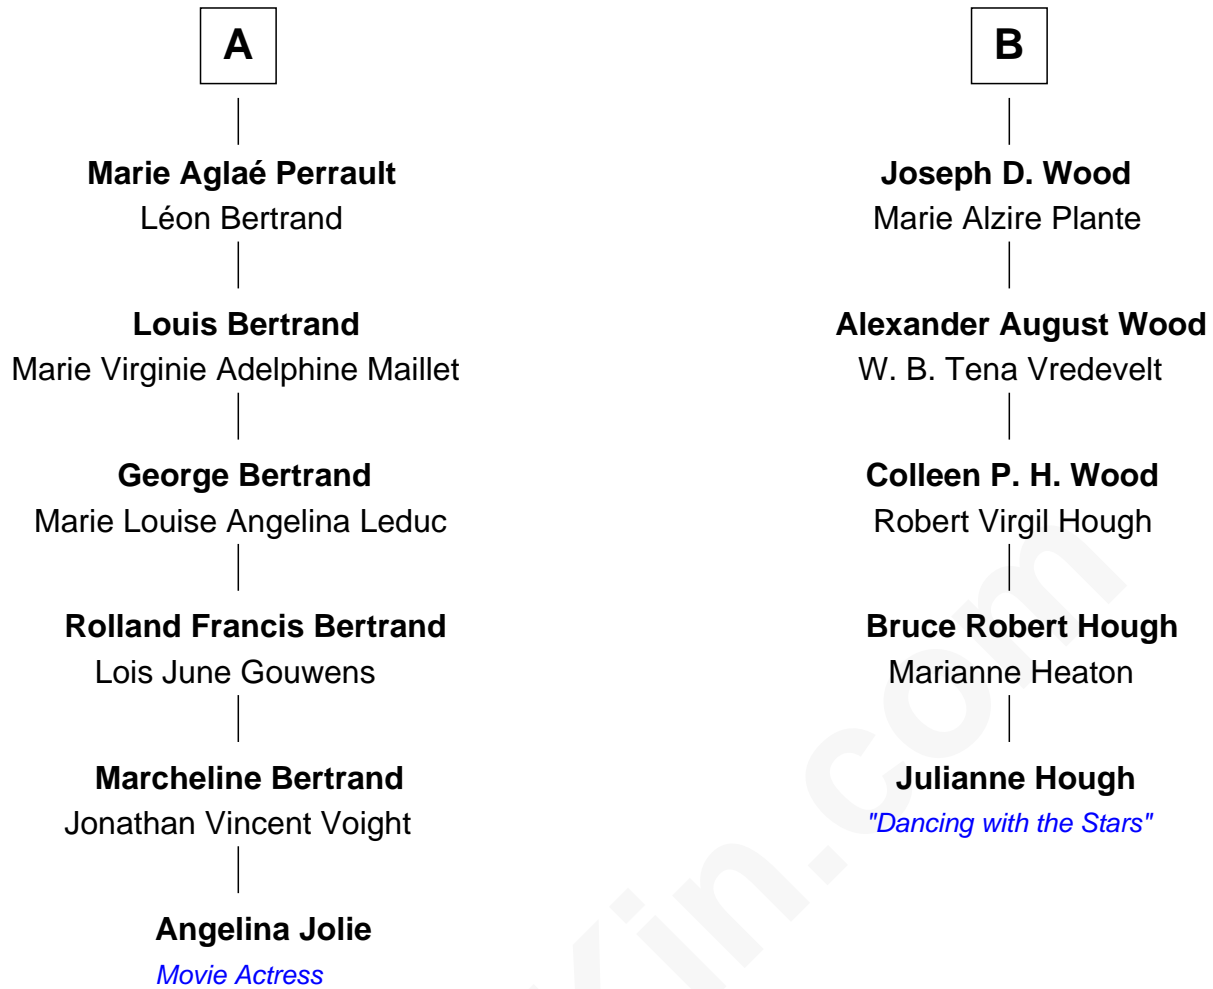 A
Marie Aglaé Perrault
Léon Bertrand
Louis Bertrand
Marie Virginie Adelphine Maillet
George Bertrand
Marie Louise Angelina Leduc
Rolland Francis Bertrand
Lois June Gouwens
Marcheline Bertrand
Jonathan Vincent Voight
Angelina Jolie
Movie Actress
B
Joseph D. Wood
Marie Alzire Plante
Alexander August Wood
W. B. Tena Vredevelt
Colleen P. H. Wood
Robert Virgil Hough
Bruce Robert Hough
Marianne Heaton
Julianne Hough
"Dancing with the Stars"
Kin.com